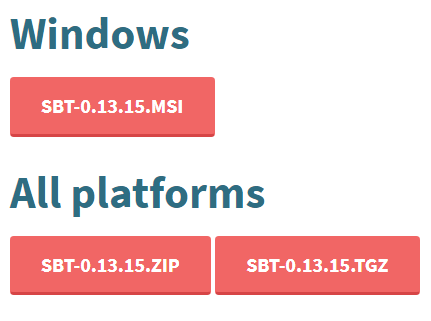 Windows
SBT-0.13.15.MSI
All platforms
SBT-0.13.15.ZIP SBT-0.13.15.TGZ